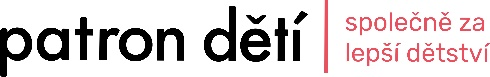 patron dětí
společně za
lepší dětství